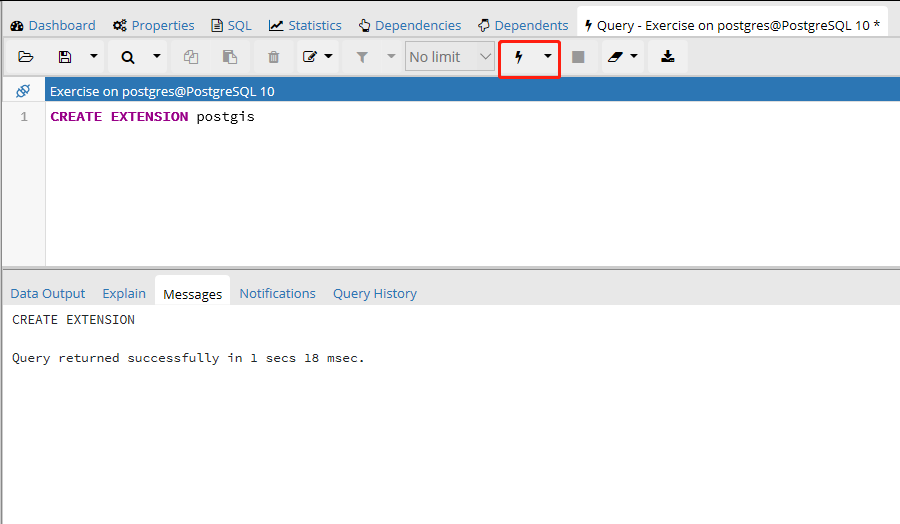 Dashboard Properties SQL Statistics Dependencies Dependents Query - Exercise on postgres@PostgreSQL 10 *
No limit
Exercise on postgres@PostgreSQL 10
1 CREATE EXTENSION postgis
Data Output Explain Messages Notifications Query History
CREATE EXTENSION
Query returned successfully in 1 secs 18 msec.